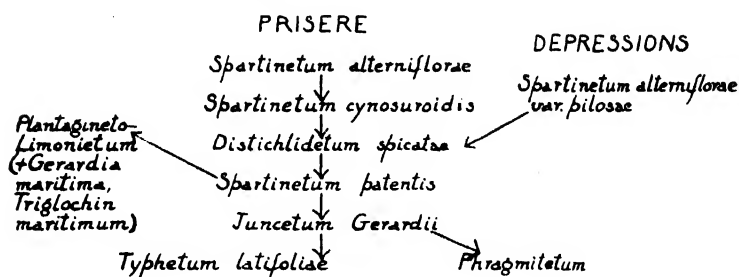 PRISERE
DEPRESSIONS
Spartinetum alterniflorae
Spartinetum alterniflorae
var. pilosae
Spartinetum cynosuroidis
Distichlidetum spicatae
Plantagineto-
Limonietum
(+Gerardia
maritima,
Triglochin
maritimum)
Spartinetum patentis
Juncetum Gerardii
Typhetum latifoliae
Phragmitetum